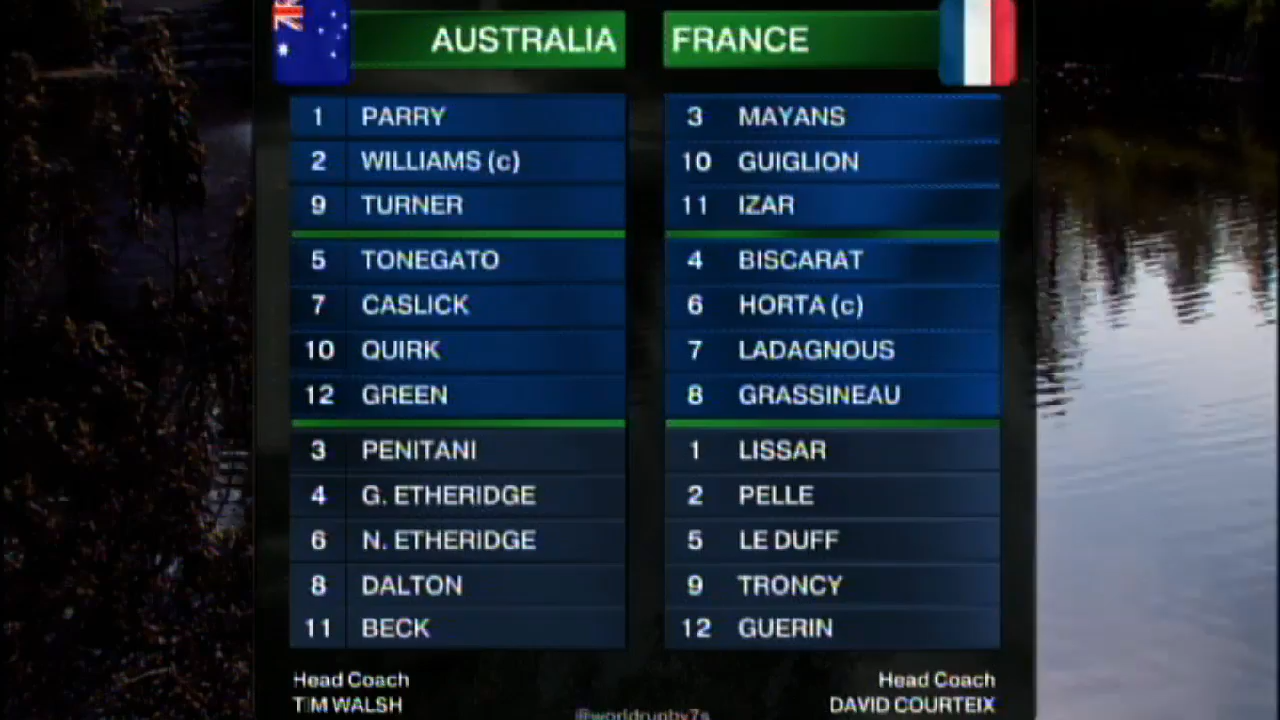 AUSTRALIA
1 PARRY
2 WILLIAMS (c)
9 TURNER
5 TONEGATO
7 CASLICK
10 QUIRK
12 GREEN
3 PENITANI
4 G. ETHERIDGE
6 N. ETHERIDGE
8 DALTON
11 BECK
Head Coach
TIM WALSH
FRANCE
3 MAYANS
10 GUIGLION
11 IZAR
4 BISCARAT
6 HORTA (c)
7 LADAGNOUS
8 GRASSINEAU
1 LISSAR
2 PELLE
5 LE DUFF
9 TRONCY
12 GUERIN
Head Coach
DAVID COURTEIX
@worldrugby7s